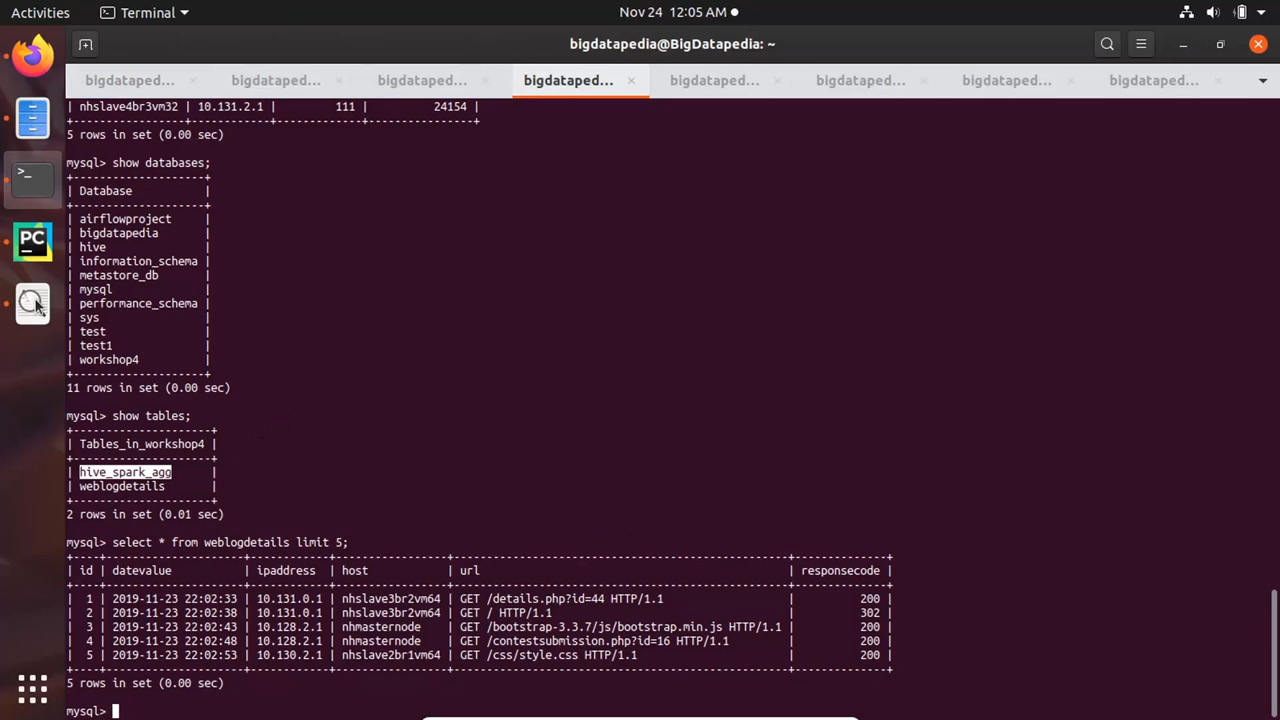 Activities Terminal Nov 24 12:05 AM
bigdatapedia@BigDatapedia: ~
bigdataped... × bigdataped... × bigdataped... × bigdataped... × bigdataped... × bigdataped... × bigdataped... × bigdataped... ×
| nhslave4br3vm32 | 10.131.2.1 | 111 | 24154 |
+-----------------+------------+-------------+----------------+
5 rows in set (0.00 sec)
mysql> show databases;
+--------------------+
| Database |
+--------------------+
| airflowproject |
| bigdatapedia |
| hive |
| information_schema |
| metastore_db |
| mysql |
| performance_schema |
| sys |
| test |
| test1 |
| workshop4 |
+--------------------+
11 rows in set (0.00 sec)
mysql> show tables;
+---------------------+
| Tables_in_workshop4 |
+---------------------+
| hive_spark_agg |
| weblogdetails |
+---------------------+
2 rows in set (0.01 sec)
mysql> select * from weblogdetails limit 5;
+----+---------------------+------------+-----------------+------------------------------------------------+--------------+
| id | datevalue | ipaddress | host | url | responsecode |
+----+---------------------+------------+-----------------+------------------------------------------------+--------------+
| 1 | 2019-11-23 22:02:33 | 10.131.0.1 | nhslave3br2vm64 | GET /details.php?id=44 HTTP/1.1 | 200 |
| 2 | 2019-11-23 22:02:38 | 10.131.0.1 | nhslave3br2vm64 | GET / HTTP/1.1 | 302 |
| 3 | 2019-11-23 22:02:43 | 10.128.2.1 | nhmasternode | GET /bootstrap-3.3.7/js/bootstrap.min.js HTTP/1.1 | 200 |
| 4 | 2019-11-23 22:02:48 | 10.128.2.1 | nhmasternode | GET /contestsubmission.php?id=16 HTTP/1.1 | 200 |
| 5 | 2019-11-23 22:02:53 | 10.130.2.1 | nhslave2br1vm64 | GET /css/style.css HTTP/1.1 | 200 |
+----+---------------------+------------+-----------------+------------------------------------------------+--------------+
5 rows in set (0.00 sec)
mysql>
>_
PC